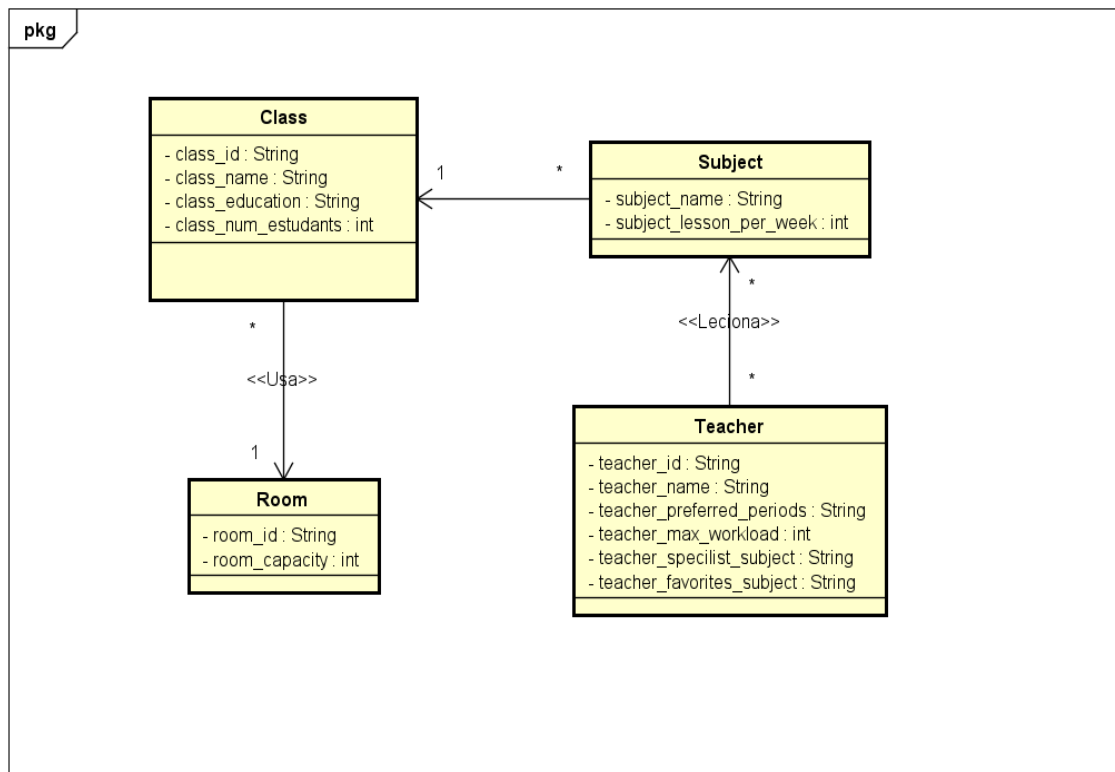 pkg
Class
- class_id : String
- class_name : String
- class_education : String
- class_num_estudants : int
1
*
Subject
- subject_name : String
- subject_lesson_per_week : int
*
<<Usa>>
1
*
<<Leciona>>
*
Room
- room_id : String
- room_capacity : int
Teacher
- teacher_id : String
- teacher_name : String
- teacher_preferred_periods : String
- teacher_max_workload : int
- teacher_specilist_subject : String
- teacher_favorites_subject : String